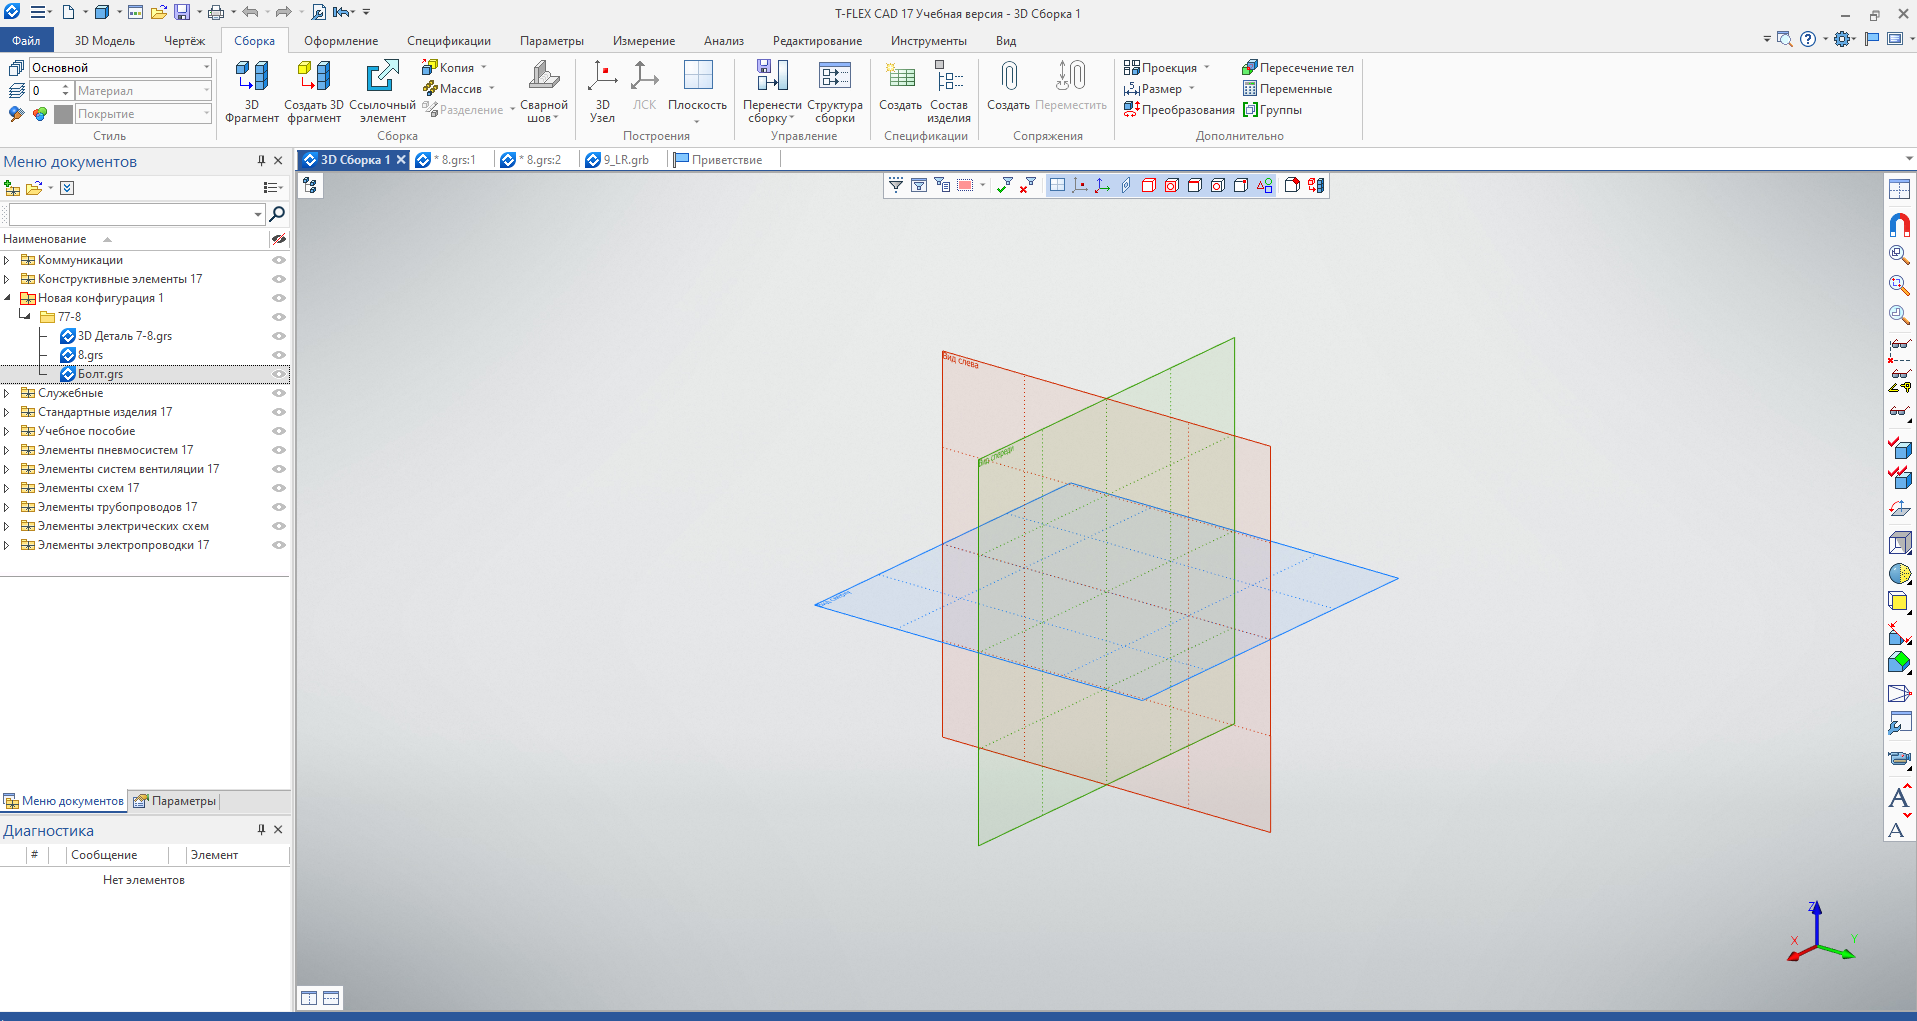 T-FLEX CAD 17 Учебная версия - 3D Сборка 1
Файл 3D Модель Чертёж Сборка Оформление Спецификации Параметры Измерение Анализ Редактирование Инструменты Вид
Основной
0 Материал
Покрытие
Стиль
3D Фрагмент
Создать 3D фрагмент
Ссылочный элемент
Копия
Массив
Разделение
Сварной шов
Сборка
3D Узел
ЛСК
Плоскость
Построения
Перенести сборку
Структура сборки
Управление
Создать
Состав изделия
Спецификации
Создать
Переместить
Сопряжения
Проекция
Размер
Преобразования
Пересечение тел
Переменные
Группы
Дополнительно
Меню документов
3D Сборка 1 * 8.grs:1 * 8.grs:2 9_LR.grb Приветствие
Наименование
Коммуникации
Конструктивные элементы 17
Новая конфигурация 1
77-8
3D Деталь 7-8.grs
8.grs
Болт.grs
Служебные
Стандартные изделия 17
Учебное пособие
Элементы пневмосистем 17
Элементы систем вентиляции 17
Элементы схем 17
Элементы трубопроводов 17
Элементы электрических схем
Элементы электропроводки 17
Меню документов Параметры
Диагностика
# Сообщение Элемент
Нет элементов
Вид слева
Вид спереди
Z
X
Y